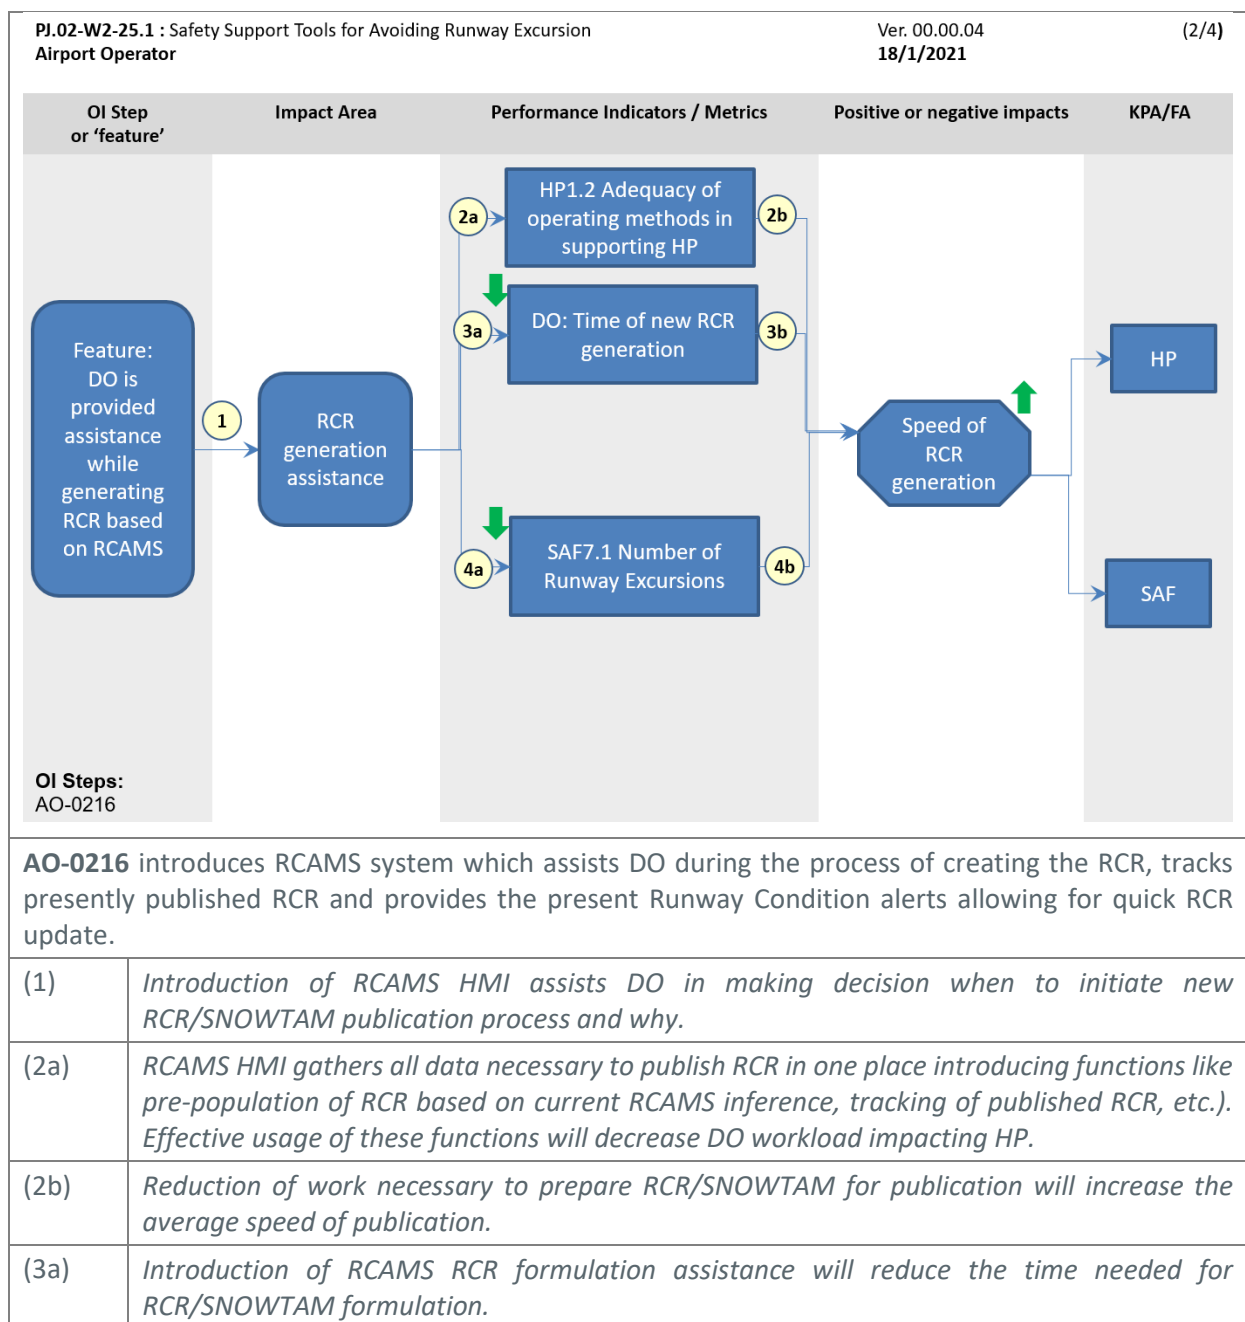 PJ.02-W2-25.1 : Safety Support Tools for Avoiding Runway Excursion
Airport Operator
Ver. 00.00.04
18/1/2021
(2/4)
OI Step
or ‘feature’
Impact Area
Performance Indicators / Metrics
Positive or negative impacts
KPA/FA
Feature:
DO is
provided
assistance
while
generating
RCR based
on RCAMS
1
RCR
generation
assistance
2a
HP1.2 Adequacy of
operating methods in
supporting HP
2b
3a
DO: Time of new RCR
generation
3b
4a
SAF7.1 Number of
Runway Excursions
4b
Speed of
RCR
generation
HP
SAF
OI Steps:
AO-0216
AO-0216 introduces RCAMS system which assists DO during the process of creating the RCR, tracks
presently published RCR and provides the present Runway Condition alerts allowing for quick RCR
update.
(1)
Introduction of RCAMS HMI assists DO in making decision when to initiate new
RCR/SNOWTAM publication process and why.
(2a)
RCAMS HMI gathers all data necessary to publish RCR in one place introducing functions like
pre-population of RCR based on current RCAMS inference, tracking of published RCR, etc.).
Effective usage of these functions will decrease DO workload impacting HP.
(2b)
Reduction of work necessary to prepare RCR/SNOWTAM for publication will increase the
average speed of publication.
(3a)
Introduction of RCAMS RCR formulation assistance will reduce the time needed for
RCR/SNOWTAM formulation.